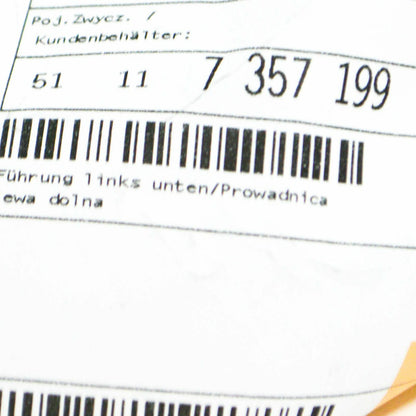 Poj.Zwycz. /
Kundenbehälter:
51 11 7 357 199
Führung links unten/Prowadnica
ewa dolna